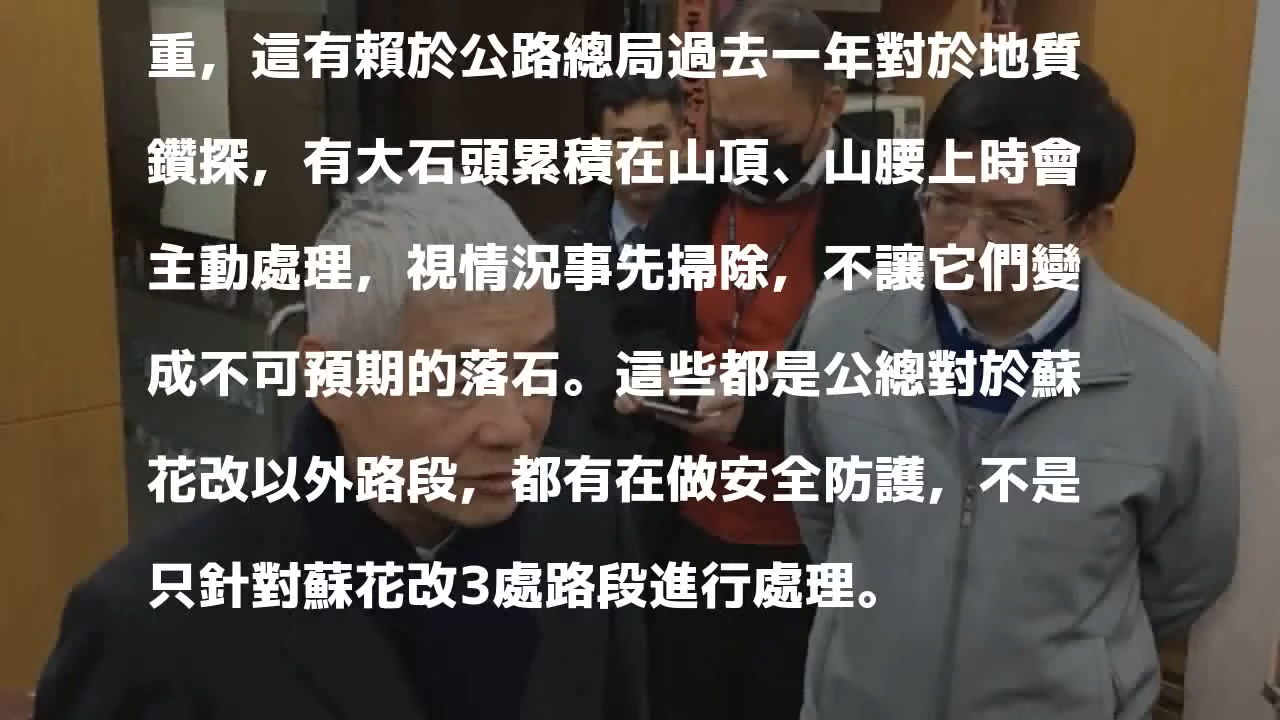 重，這有賴於公路總局過去一年對於地質
鑽探，有大石頭累積在山頂、山腰上時會
主動處理，視情況事先掃除，不讓它們變
成不可預期的落石。這些都是公總對於蘇
花改以外路段，都有在做安全防護，不是
只針對蘇花改3處路段進行處理。